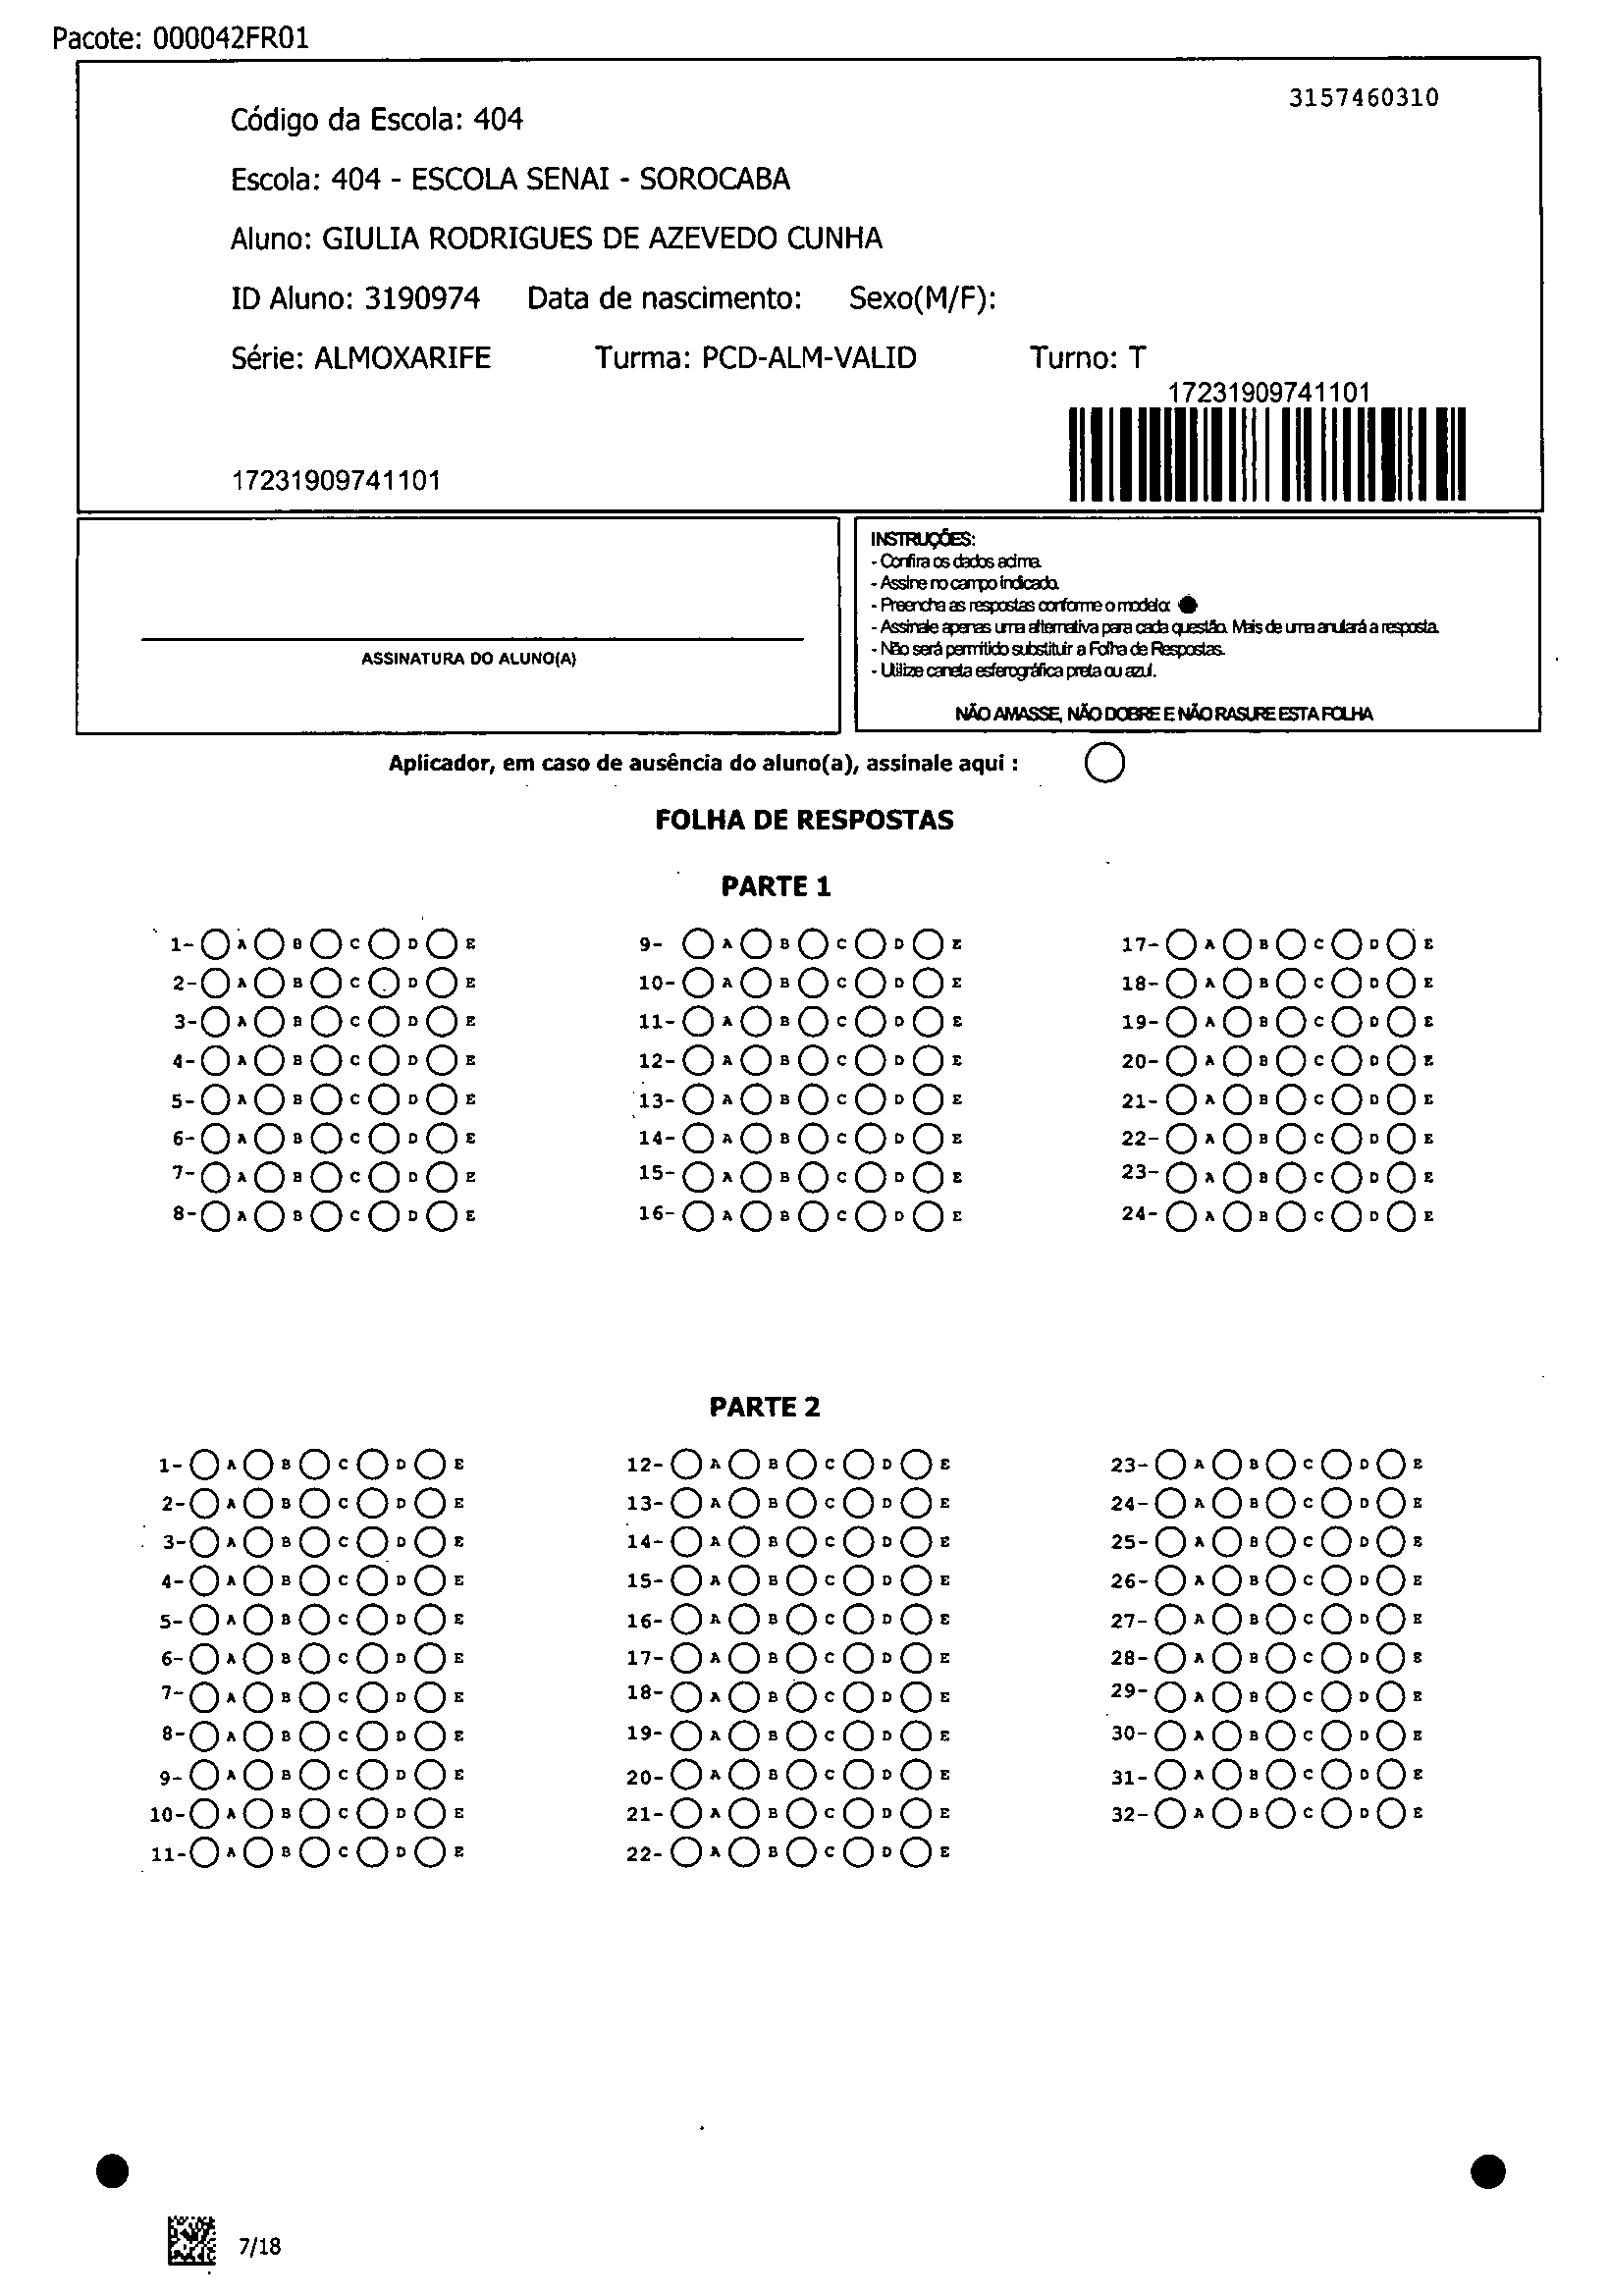 Pacote: 000042FR01
3157460310
Código da Escola: 404
Escola: 404 - ESCOLA SENAI - SOROCABA
Aluno: GIULIA RODRIGUES DE AZEVEDO CUNHA
ID Aluno: 3190974 Data de nascimento: Sexo(M/F):
Série: ALMOXARIFE Turma: PCD-ALM-VALID Turno: T
17231909741101
17231909741101
ASSINATURA DO ALUNO(A)
INSTRUÇÕES:
- Confira os dados acima.
- Assine no campo indicado.
- Preencha as respostas conforme o modelo:
- Assinale apenas uma alternativa para cada questão. Mais de uma anulará a resposta.
- Não será permitido substituir a Folha de Respostas.
- Utilize caneta esferográfica preta ou azul.
NÃO AMASSE, NÃO DOBRE E NÃO RASURE ESTA FOLHA
Aplicador, em caso de ausência do aluno(a), assinale aqui :
FOLHA DE RESPOSTAS
PARTE 1
1- A B C D E 9- A B C D E 17- A B C D E
2- A B C D E 10- A B C D E 18- A B C D E
3- A B C D E 11- A B C D E 19- A B C D E
4- A B C D E 12- A B C D E 20- A B C D E
5- A B C D E 13- A B C D E 21- A B C D E
6- A B C D E 14- A B C D E 22- A B C D E
7- A B C D E 15- A B C D E 23- A B C D E
8- A B C D E 16- A B C D E 24- A B C D E
PARTE 2
1- A B C D E 12- A B C D E 23- A B C D E
2- A B C D E 13- A B C D E 24- A B C D E
3- A B C D E 14- A B C D E 25- A B C D E
4- A B C D E 15- A B C D E 26- A B C D E
5- A B C D E 16- A B C D E 27- A B C D E
6- A B C D E 17- A B C D E 28- A B C D E
7- A B C D E 18- A B C D E 29- A B C D E
8- A B C D E 19- A B C D E 30- A B C D E
9- A B C D E 20- A B C D E 31- A B C D E
10- A B C D E 21- A B C D E 32- A B C D E
11- A B C D E 22- A B C D E
7/18